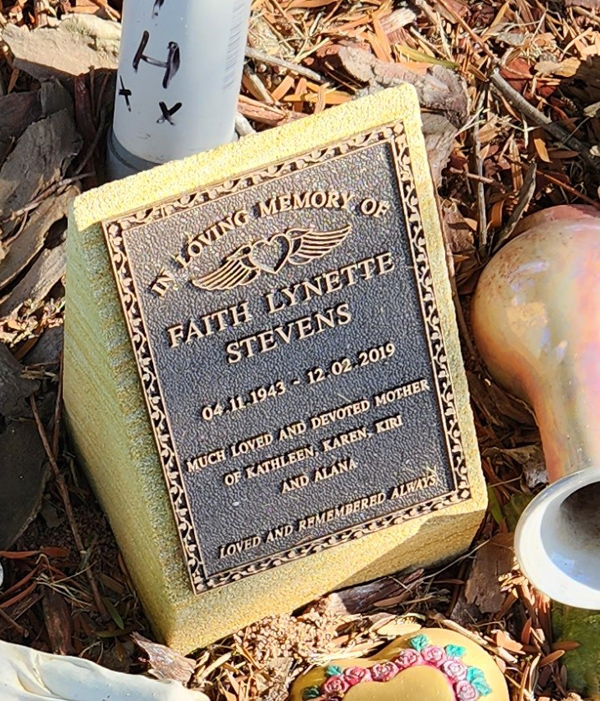 IN LOVING MEMORY OF
FAITH LYNETTE
STEVENS
04.11.1943 - 12.02.2019
MUCH LOVED AND DEVOTED MOTHER
OF KATHLEEN, KAREN, KIRI
AND ALANA
LOVED AND REMEMBERED ALWAYS